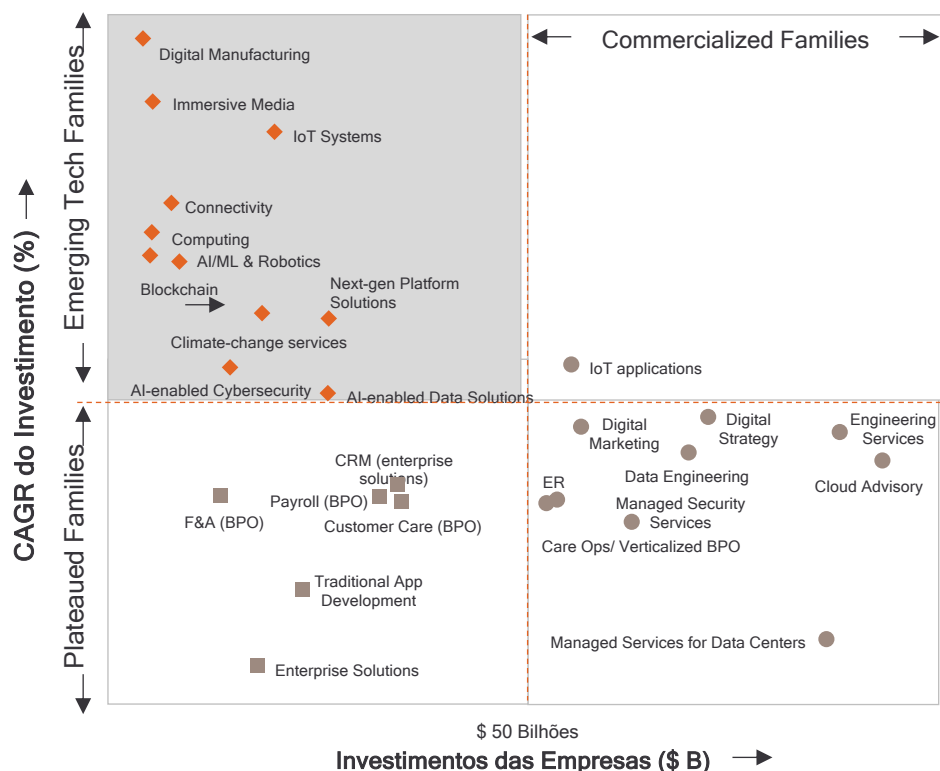 Commercialized Families
Digital Manufacturing
Immersive Media
IoT Systems
Connectivity
Computing
AI/ML & Robotics
Blockchain
Next-gen Platform
Solutions
Climate-change services
AI-enabled Cybersecurity
AI-enabled Data Solutions
IoT applications
Digital
Marketing
Digital
Strategy
Engineering
Services
Data Engineering
Cloud Advisory
ER
Managed Security
Services
Care Ops/ Verticalized BPO
Managed Services for Data Centers
CRM (enterprise
solutions)
Payroll (BPO)
F&A (BPO)
Customer Care (BPO)
Traditional App
Development
Enterprise Solutions
CAGR do Investimento (%)
Emerging Tech Families
Plateaued Families
$ 50 Bilhões
Investimentos das Empresas ($ B)